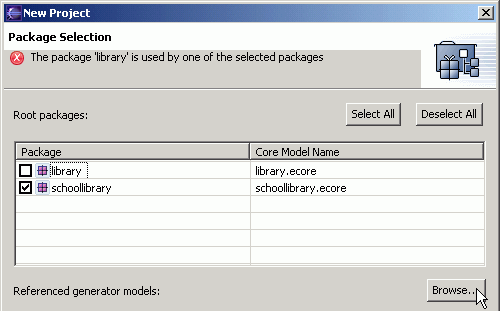 New Project
Package Selection
The package 'library' is used by one of the selected packages
Root packages:
Select All
Deselect All
Package
Core Model Name
library
library.ecore
schoollibrary
schoollibrary.ecore
Referenced generator models:
Browse...